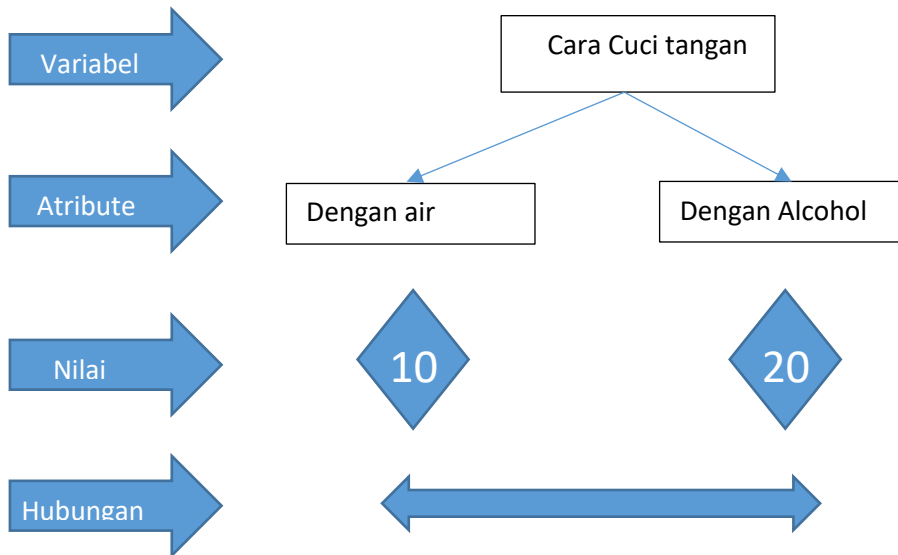 Variabel
Cara Cuci tangan
Atribute
Dengan air
Dengan Alcohol
Nilai
10
20
Hubungan